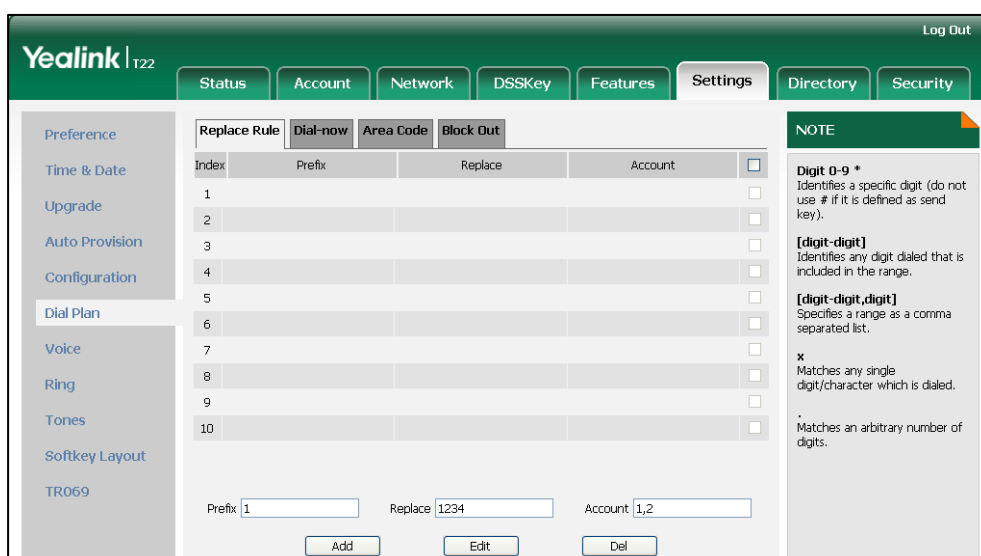 Log Out
Yealink T22
Status Account Network DSSKey Features Settings Directory Security
Preference
Time & Date
Upgrade
Auto Provision
Configuration
Dial Plan
Voice
Ring
Tones
Softkey Layout
TR069
Replace Rule Dial-now Area Code Block Out
Index Prefix Replace Account
1
2
3
4
5
6
7
8
9
10
Prefix 1 Replace 1234 Account 1,2
Add Edit Del
NOTE
Digit 0-9 *
Identifies a specific digit (do not
use # if it is defined as send
key).
[digit-digit]
Identifies any digit dialed that is
included in the range.
[digit-digit,digit]
Specifies a range as a comma
separated list.
x
Matches any single
digit/character which is dialed.
.
Matches an arbitrary number of
digits.